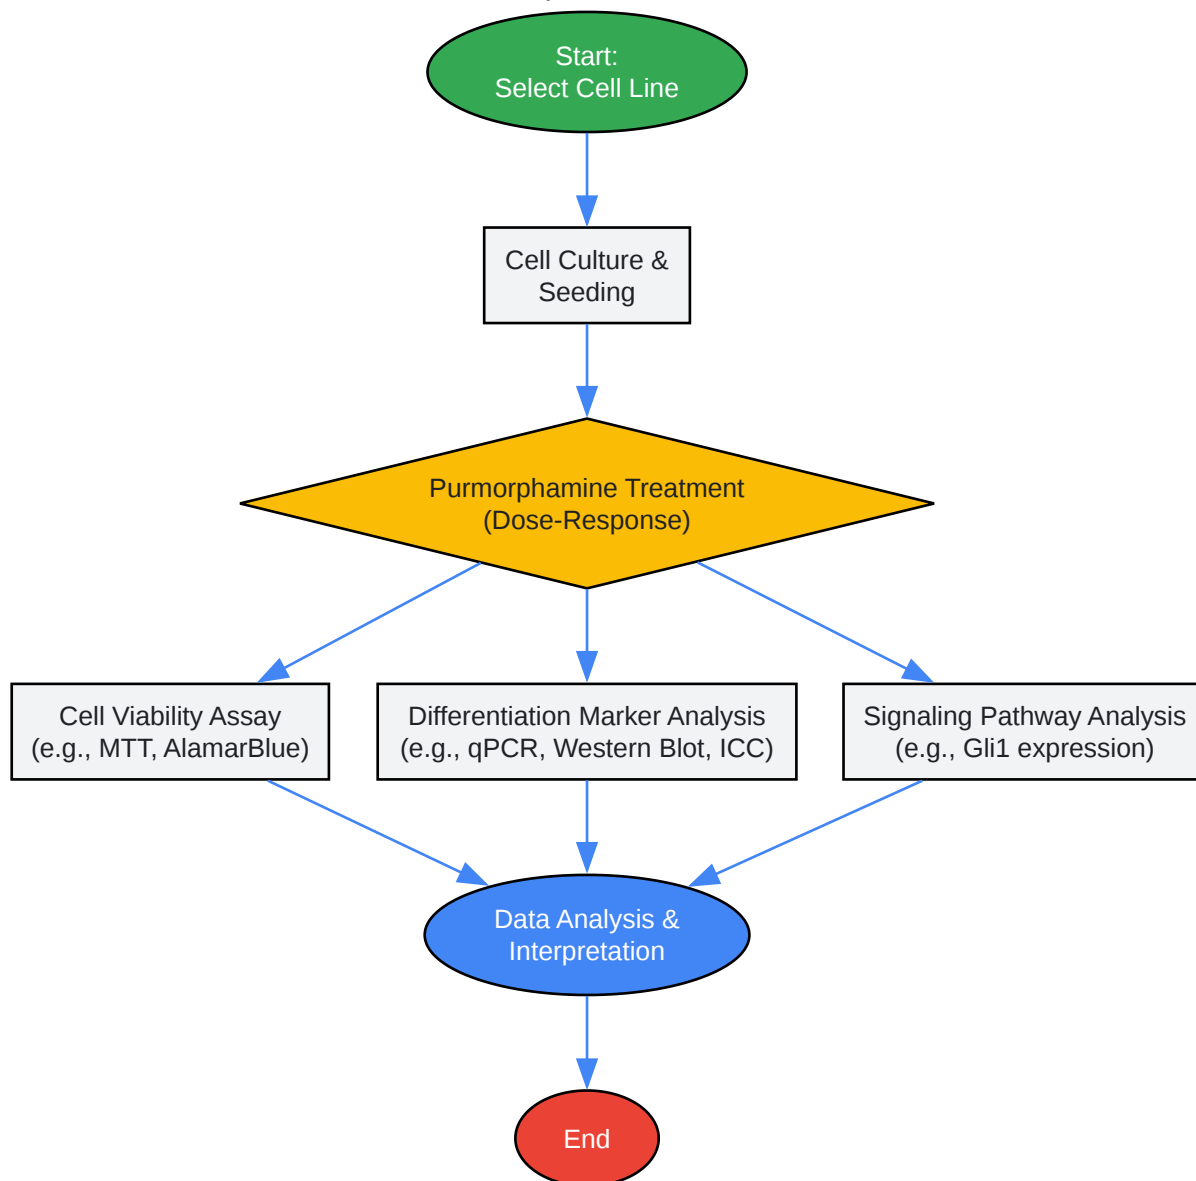 Start:
Select Cell Line
Cell Culture &
Seeding
Purmorphamine Treatment
(Dose-Response)
Cell Viability Assay
(e.g., MTT, AlamarBlue)
Differentiation Marker Analysis
(e.g., qPCR, Western Blot, ICC)
Signaling Pathway Analysis
(e.g., Gli1 expression)
Data Analysis &
Interpretation
End